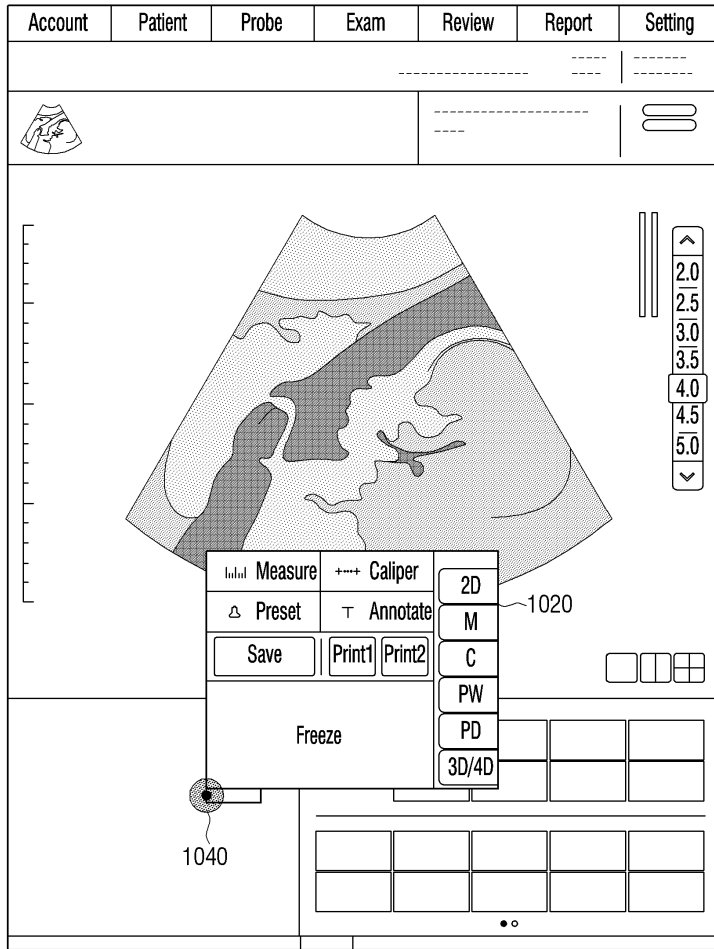 Account Patient Probe Exam Review Report Setting
2.0
2.5
3.0
3.5
4.0
4.5
5.0
Measure Caliper
Preset Annotate
Save Print1 Print2
Freeze
2D
M
C
PW
PD
3D/4D
1020
1040